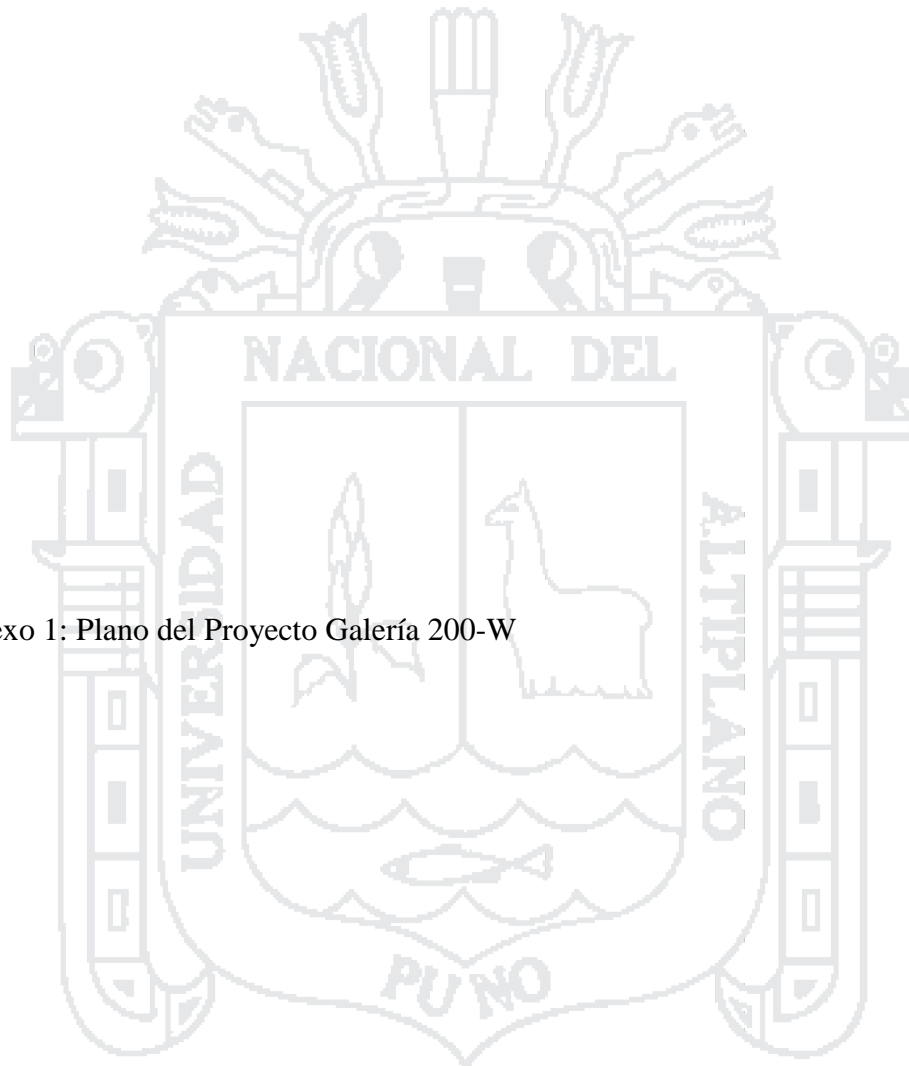 NACIONAL DEL
UNIVERSIDAD
ALTIPLANO
exo 1: Plano del Proyecto Galería 200-W
PUNO